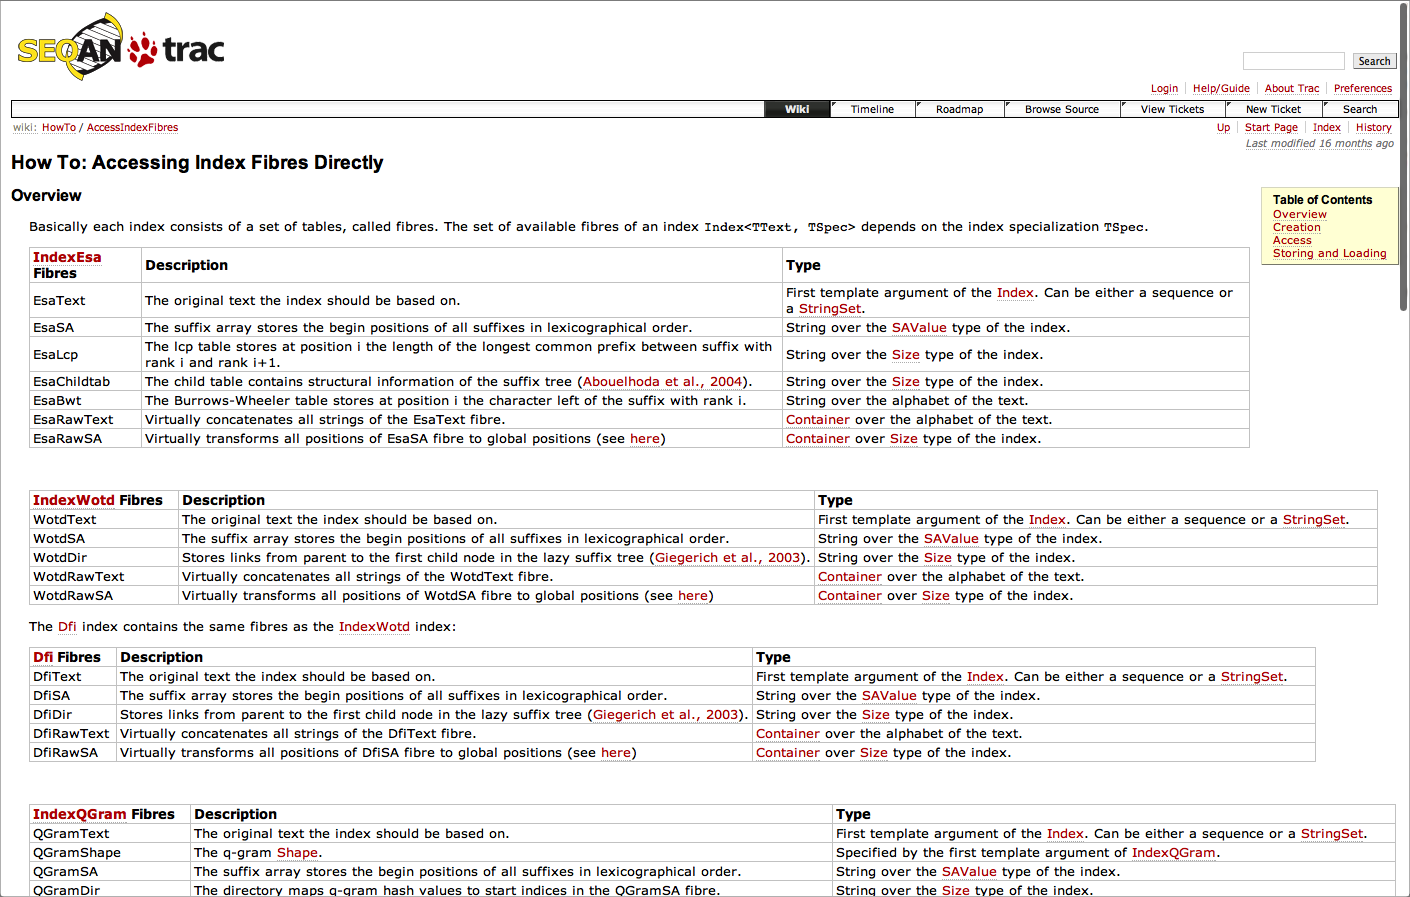 SEQAN trac
Search
Login Help/Guide About Trac Preferences
Wiki Timeline Roadmap Browse Source View Tickets New Ticket Search
wiki: HowTo / AccessIndexFibres
Up Start Page Index History
Last modified 16 months ago
How To: Accessing Index Fibres Directly
Overview
Table of Contents
Overview
Creation
Access
Storing and Loading
Basically each index consists of a set of tables, called fibres. The set of available fibres of an index Index<TText, TSpec> depends on the index specialization TSpec.
IndexEsa Fibres Description Type
EsaText The original text the index should be based on. First template argument of the Index. Can be either a sequence or
a StringSet.
EsaSA The suffix array stores the begin positions of all suffixes in lexicographical order. String over the SAValue type of the index.
EsaLcp The lcp table stores at position i the length of the longest common prefix between suffix with
rank i and rank i+1. String over the Size type of the index.
EsaChildtab The child table contains structural information of the suffix tree (Abouelhoda et al., 2004). String over the Size type of the index.
EsaBwt The Burrows-Wheeler table stores at position i the character left of the suffix with rank i. String over the alphabet of the text.
EsaRawText Virtually concatenates all strings of the EsaText fibre. Container over the alphabet of the text.
EsaRawSA Virtually transforms all positions of EsaSA fibre to global positions (see here) Container over Size type of the index.
IndexWotd Fibres Description Type
WotdText The original text the index should be based on. First template argument of the Index. Can be either a sequence or a StringSet.
WotdSA The suffix array stores the begin positions of all suffixes in lexicographical order. String over the SAValue type of the index.
WotdDir Stores links from parent to the first child node in the lazy suffix tree (Giegerich et al., 2003). String over the Size type of the index.
WotdRawText Virtually concatenates all strings of the WotdText fibre. Container over the alphabet of the text.
WotdRawSA Virtually transforms all positions of WotdSA fibre to global positions (see here) Container over Size type of the index.
The Dfi index contains the same fibres as the IndexWotd index:
Dfi Fibres Description Type
DfiText The original text the index should be based on. First template argument of the Index. Can be either a sequence or a StringSet.
DfiSA The suffix array stores the begin positions of all suffixes in lexicographical order. String over the SAValue type of the index.
DfiDir Stores links from parent to the first child node in the lazy suffix tree (Giegerich et al., 2003). String over the Size type of the index.
DfiRawText Virtually concatenates all strings of the DfiText fibre. Container over the alphabet of the text.
DfiRawSA Virtually transforms all positions of DfiSA fibre to global positions (see here) Container over Size type of the index.
IndexQGram Fibres Description Type
QGramText The original text the index should be based on. First template argument of the Index. Can be either a sequence or a StringSet.
QGramShape The q-gram Shape. Specified by the first template argument of IndexQGram.
QGramSA The suffix array stores the begin positions of all suffixes in lexicographical order. String over the SAValue type of the index.
QGramDir The directory maps q-gram hash values to start indices in the QGramSA fibre. String over the Size type of the index.